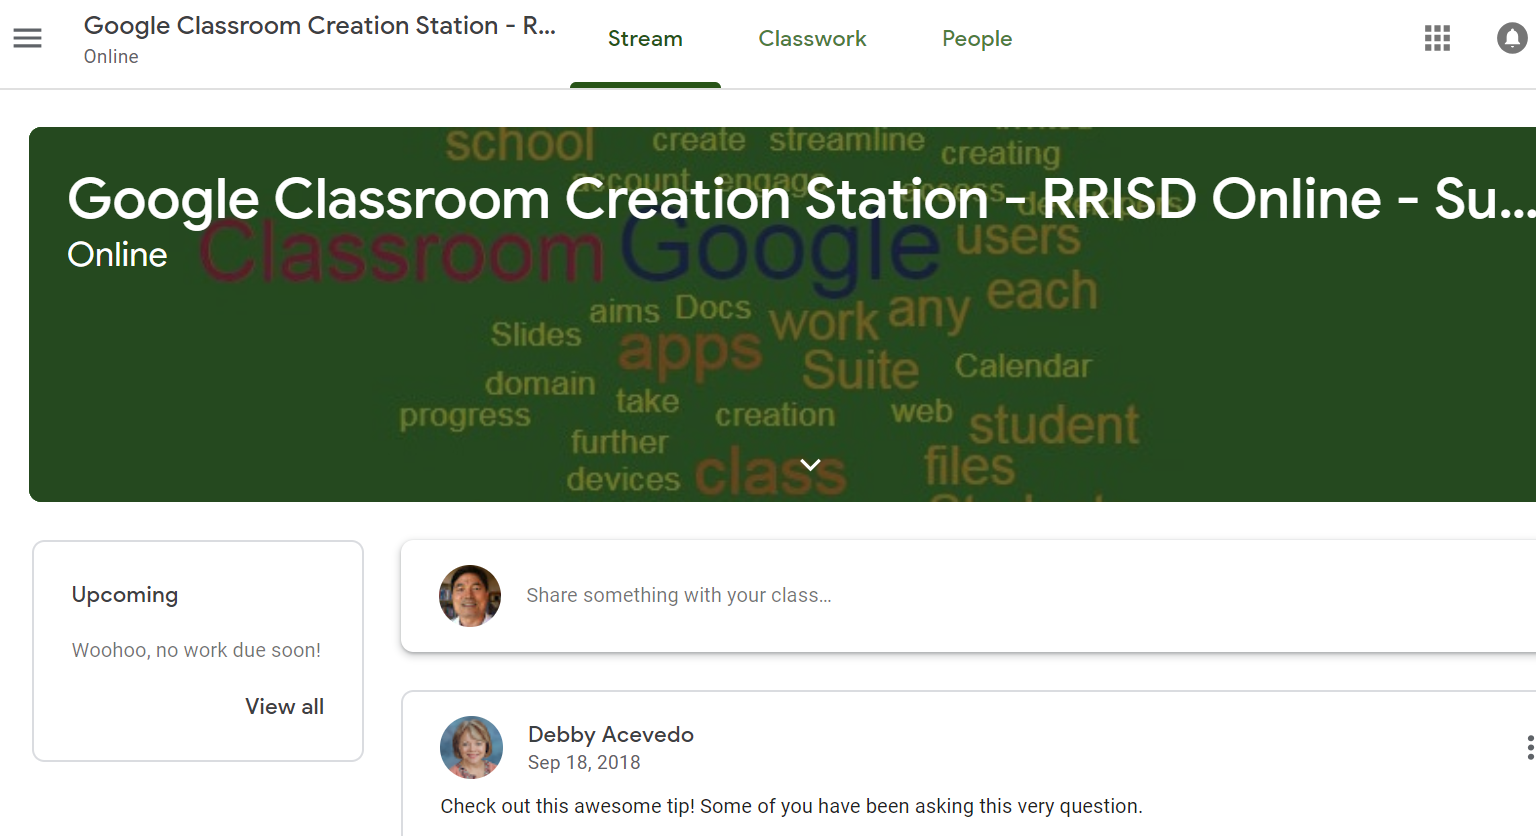 Google Classroom Creation Station - R...
Online
Stream
Classwork
People
school create streamline
creating
account engage access
developers
Google Classroom Creation Station - RRISD Online - Su...
Online
Classroom Google users
each
aims Docs work any
Slides
apps
Suite Calendar
domain
take
progress creation web student
further
files
devices class
Upcoming
Woohoo, no work due soon!
View all
Share something with your class...
Debby Acevedo
Sep 18, 2018
Check out this awesome tip! Some of you have been asking this very question.